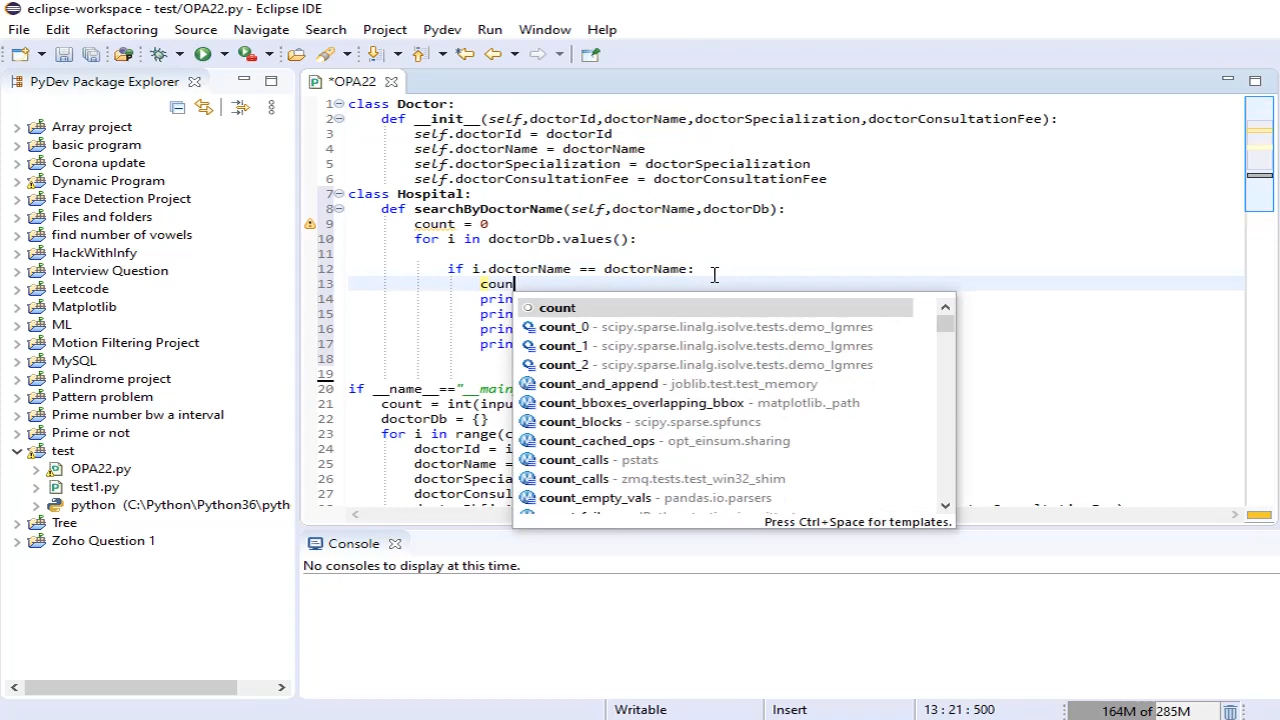 eclipse-workspace - test/OPA22.py - Eclipse IDE
File Edit Refactoring Source Navigate Search Project Pydev Run Window Help
PyDev Package Explorer
*OPA22
Array project
basic program
Corona update
Dynamic Program
Face Detection Project
Files and folders
find number of vowels
HackWithInfy
Interview Question
Leetcode
Matplotlib
ML
Motion Filtering Project
MySQL
Palindrome project
Pattern problem
Prime number bw a interval
Prime or not
test
OPA22.py
test1.py
python (C:\Python\Python36\pyth
Tree
Zoho Question 1
1 class Doctor:
2 def __init__(self,doctorId,doctorName,doctorSpecialization,doctorConsultationFee):
3 self.doctorId = doctorId
4 self.doctorName = doctorName
5 self.doctorSpecialization = doctorSpecialization
6 self.doctorConsultationFee = doctorConsultationFee
7 class Hospital:
8 def searchByDoctorName(self,doctorName,doctorDb):
9 count = 0
10 for i in doctorDb.values():
11
12 if i.doctorName == doctorName:
13 coun
14 prin
15 prin
16 prin
17 prin
18
19
20 if __name__=="__main
21 count = int(inpu
22 doctorDb = {}
23 for i in range(c
24 doctorId = i
25 doctorName =
26 doctorSpecia
27 doctorConsul
count
count_0 - scipy.sparse.linalg.isolve.tests.demo_lgmres
count_1 - scipy.sparse.linalg.isolve.tests.demo_lgmres
count_2 - scipy.sparse.linalg.isolve.tests.demo_lgmres
count_and_append - joblib.test.test_memory
count_bboxes_overlapping_bbox - matplotlib._path
count_blocks - scipy.sparse.spfuncs
count_cached_ops - opt_einsum.sharing
count_calls - pstats
count_calls - zmq.tests.test_win32_shim
count_empty_vals - pandas.io.parsers
Press Ctrl+Space for templates.
Console
No consoles to display at this time.
Writable Insert 13 : 21 : 500 164M of 285M